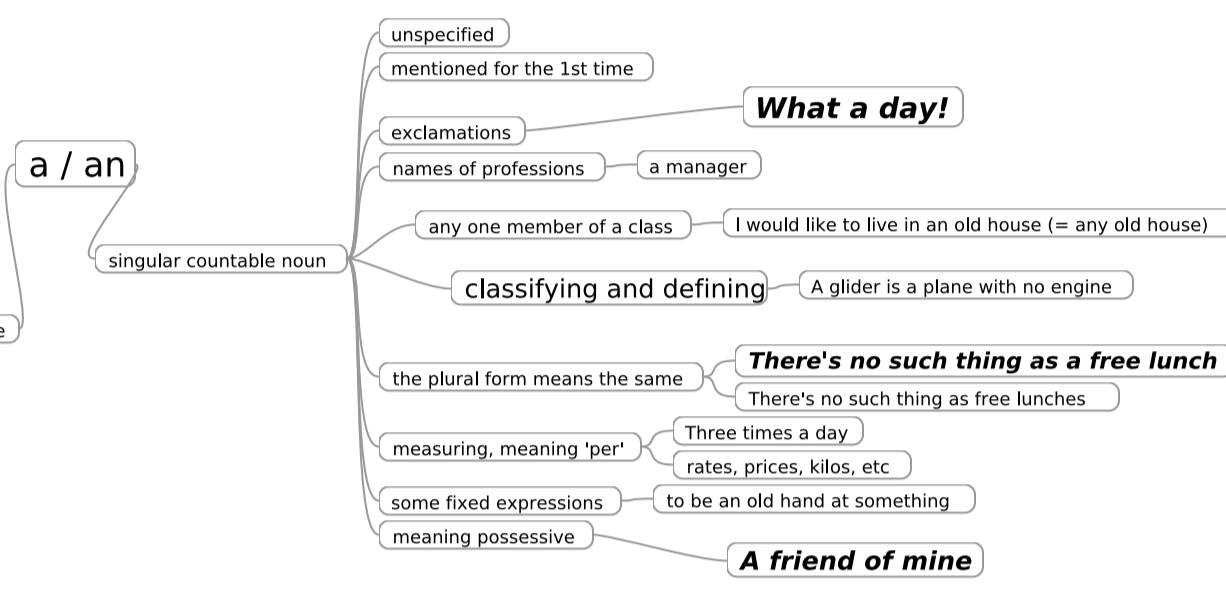 unspecified
mentioned for the 1st time
What a day!
exclamations
a / an
names of professions
a manager
any one member of a class
I would like to live in an old house (= any old house)
singular countable noun
classifying and defining
A glider is a plane with no engine
e
There's no such thing as a free lunch
the plural form means the same
There's no such thing as free lunches
Three times a day
measuring, meaning 'per'
rates, prices, kilos, etc
some fixed expressions
to be an old hand at something
meaning possessive
A friend of mine